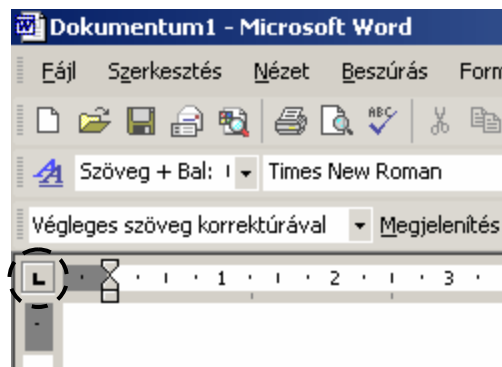 Dokumentum1 - Microsoft Word
Fájl Szerkesztés Nézet Beszúrás Form
ABC
Szöveg + Bal: Times New Roman
Végleges szöveg korrektúrával Megjelenítés
1 2 3